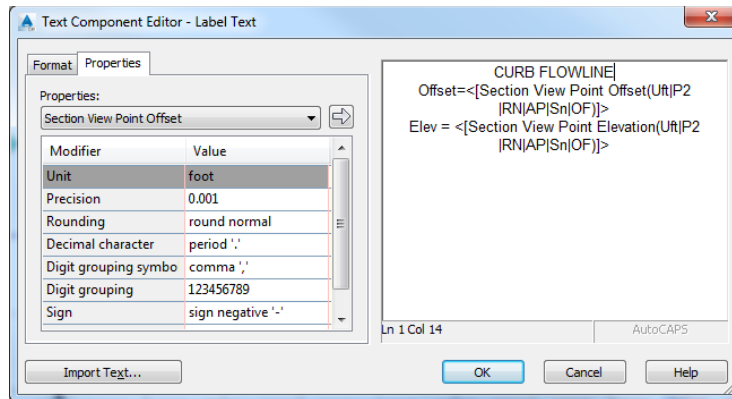 Text Component Editor - Label Text
Format
Properties
Properties:
Section View Point Offset
Modifier Value
Unit foot
Precision 0.001
Rounding round normal
Decimal character period '.'
Digit grouping symbo comma ','
Digit grouping 123456789
Sign sign negative '-'
Import Text...
CURB FLOWLINE
Offset=<[Section View Point Offset(Uft|P2
|RN|AP|Sn|OF)]>
Elev = <[Section View Point Elevation(Uft|P2
|RN|AP|Sn|OF)]>
Ln 1 Col 14
AutoCAPS
OK
Cancel
Help